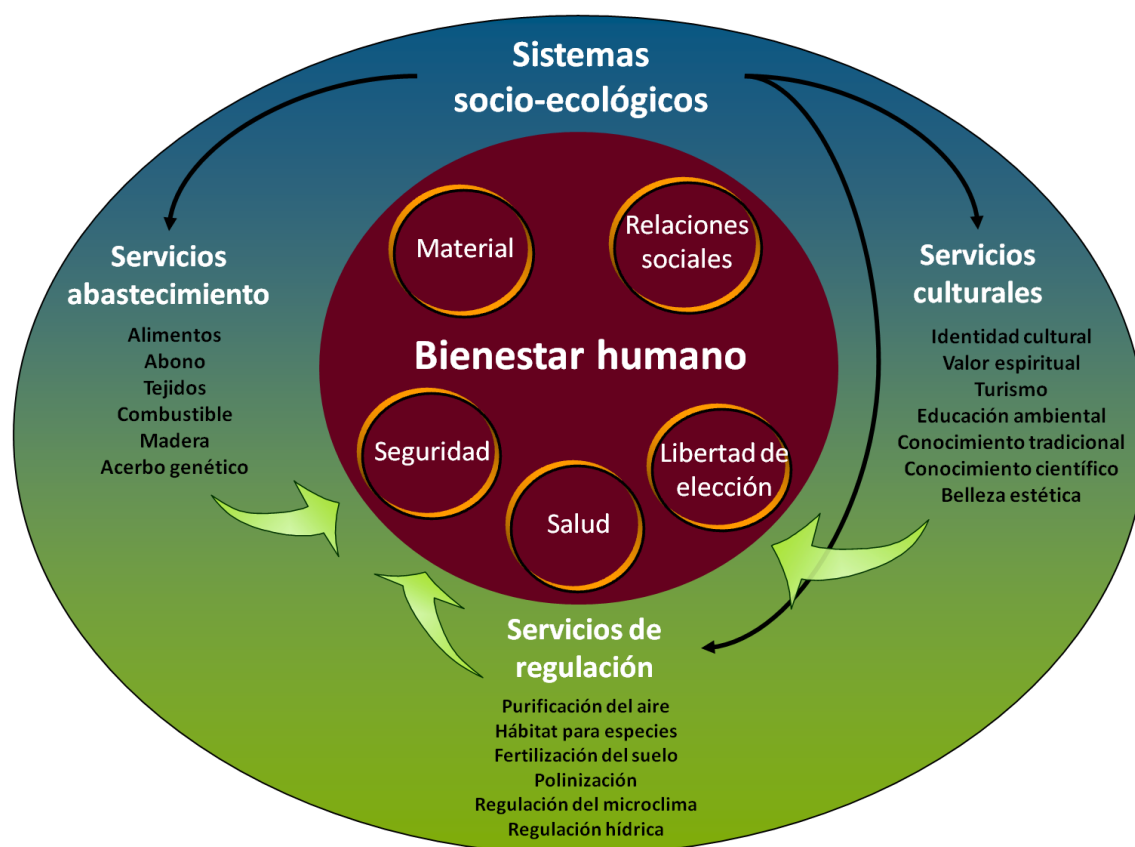 Sistemas
socio-ecológicos
Servicios
abastecimiento
Alimentos
Abono
Tejidos
Combustible
Madera
Acerbo genético
Material
Relaciones
sociales
Bienestar humano
Seguridad
Salud
Libertad de
elección
Servicios
culturales
Identidad cultural
Valor espiritual
Turismo
Educación ambiental
Conocimiento tradicional
Conocimiento científico
Belleza estética
Servicios de
regulación
Purificación del aire
Hábitat para especies
Fertilización del suelo
Polinización
Regulación del microclima
Regulación hídrica